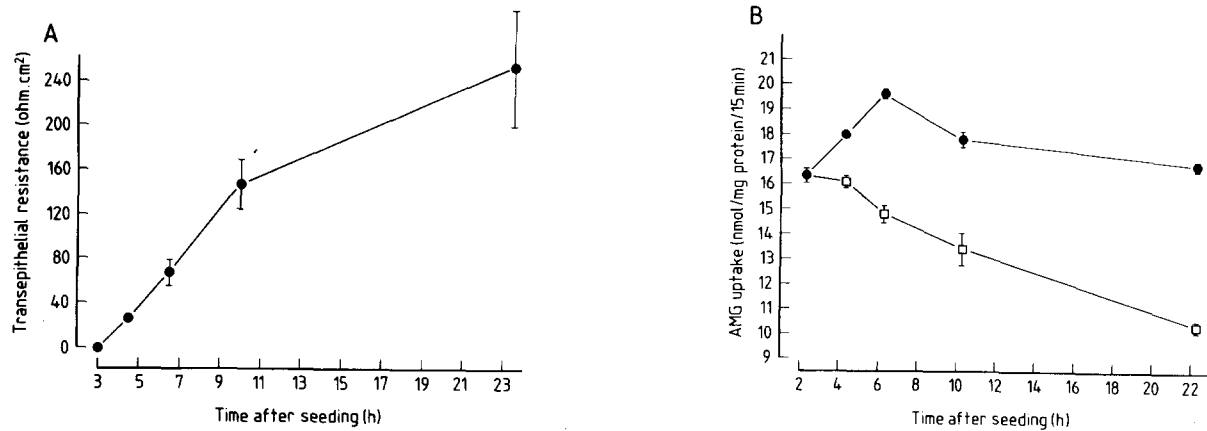 A
Transepithelial resistance (ohm.cm²)
240
200
160
120
80
40
0
3 5 7 9 11 13 15 17 19 21 23
Time after seeding (h)
B
AMG uptake (nmol/mg protein/15 min)
21
20
19
18
17
16
15
14
13
12
11
10
9
2 4 6 8 10 12 14 16 18 20 22
Time after seeding (h)